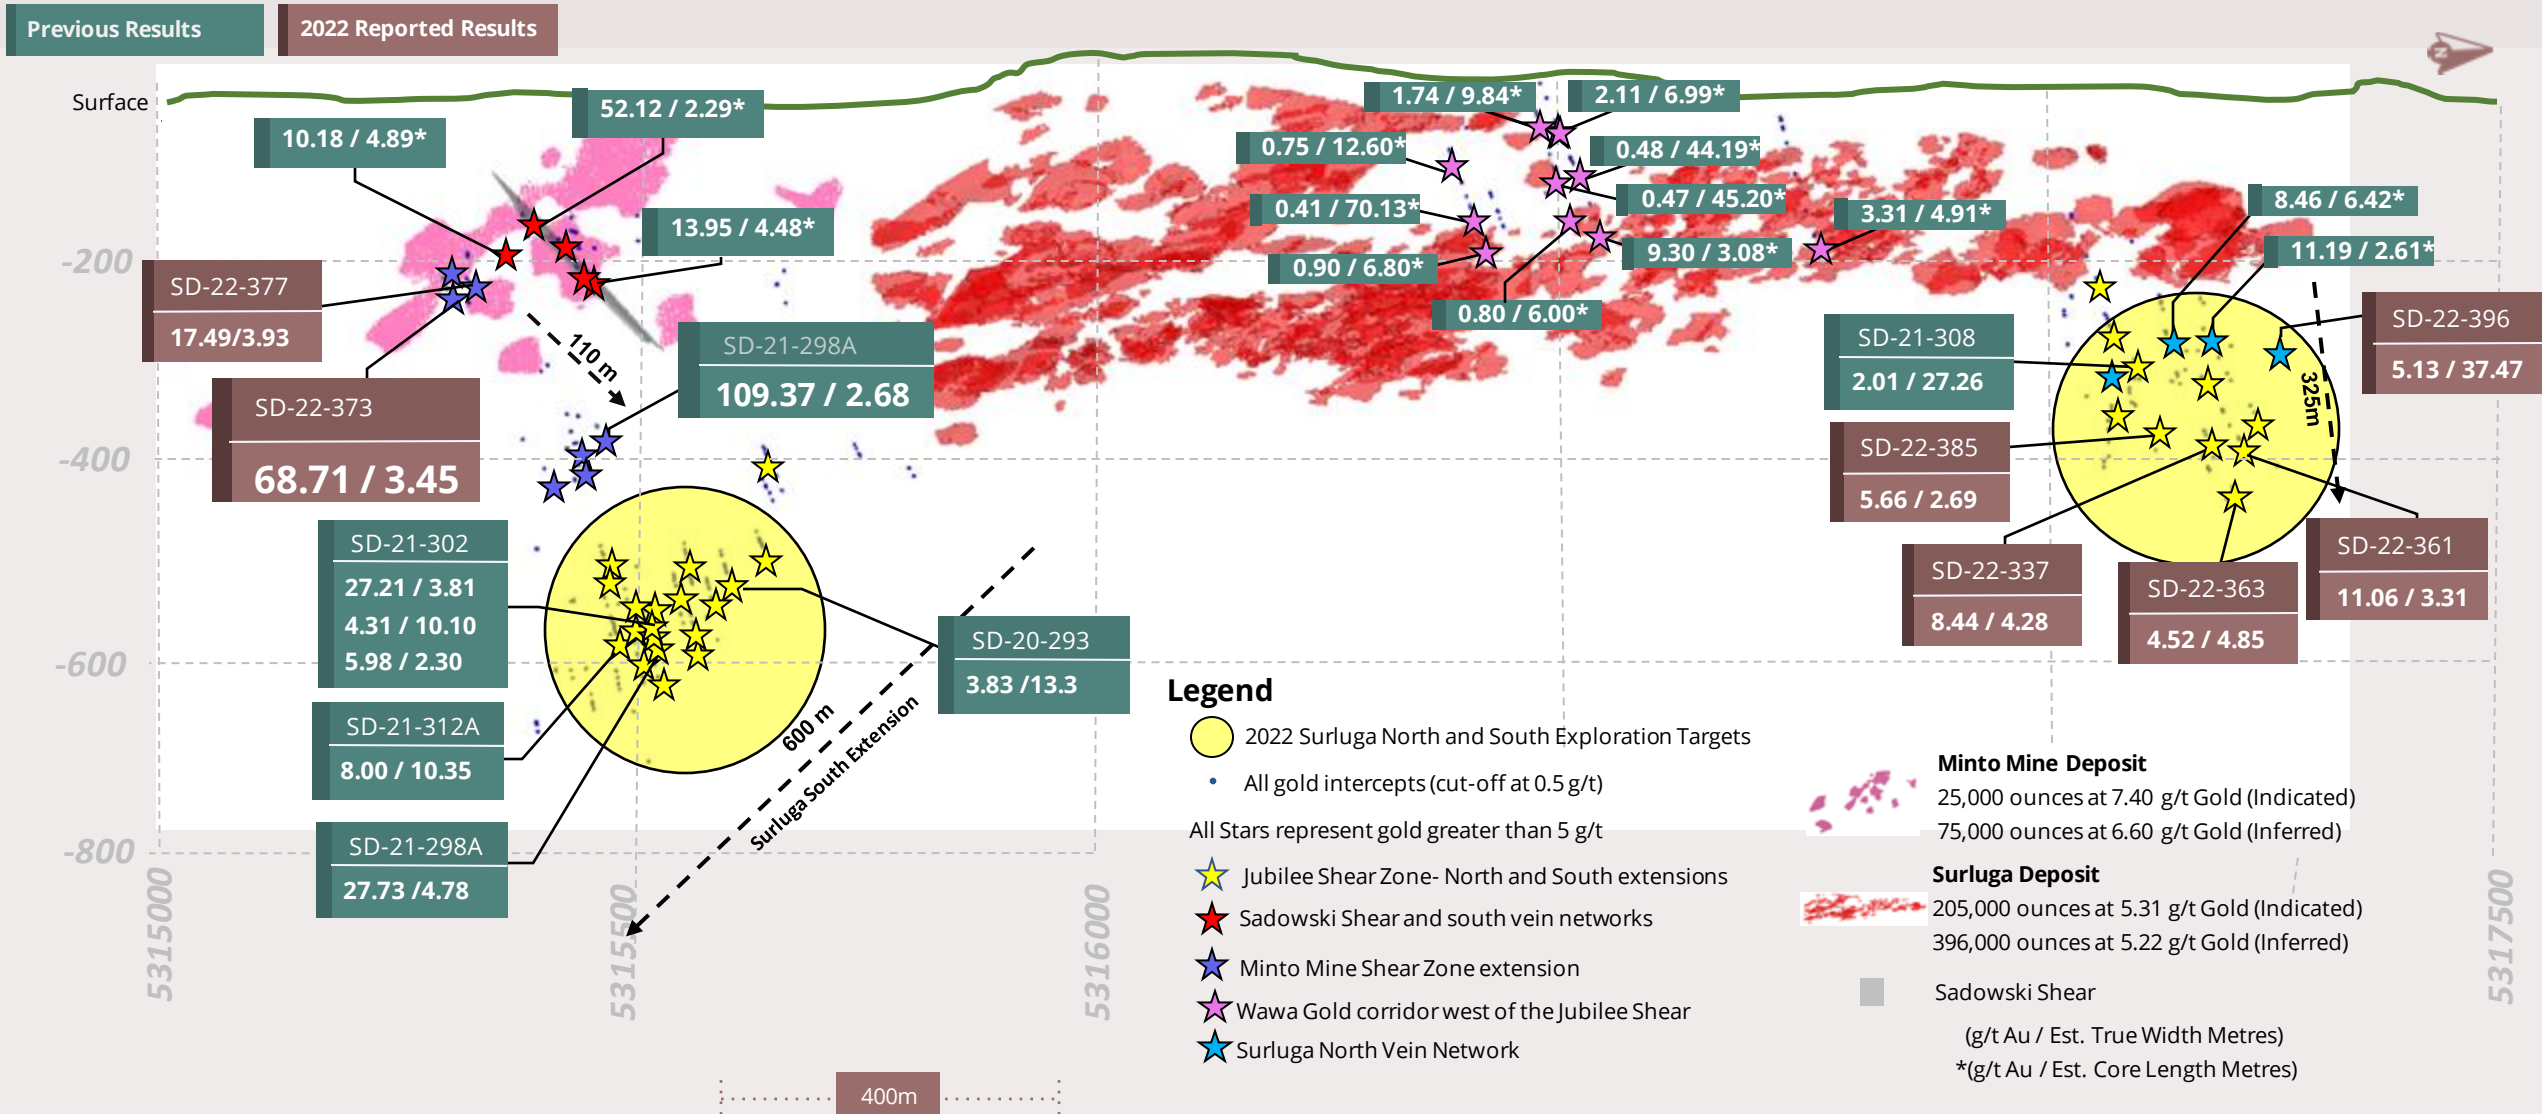 Previous Results
2022 Reported Results
N
Surface
10.18 / 4.89*
52.12 / 2.29*
13.95 / 4.48*
1.74 / 9.84*
2.11 / 6.99*
0.75 / 12.60*
0.48 / 44.19*
0.47 / 45.20*
0.41 / 70.13*
3.31 / 4.91*
9.30 / 3.08*
0.90 / 6.80*
0.80 / 6.00*
8.46 / 6.42*
11.19 / 2.61*
-200
-400
-600
-800
SD-22-377
17.49/3.93
SD-22-373
68.71 / 3.45
110 m
SD-21-298A
109.37 / 2.68
SD-21-308
2.01 / 27.26
SD-22-396
5.13 / 37.47
325m
SD-22-385
5.66 / 2.69
SD-22-337
8.44 / 4.28
SD-22-363
4.52 / 4.85
SD-22-361
11.06 / 3.31
SD-21-302
27.21 / 3.81
4.31 / 10.10
5.98 / 2.30
SD-21-312A
8.00 / 10.35
SD-21-298A
27.73 /4.78
SD-20-293
3.83 /13.3
600 m
Surluga South Extension
5315000
5315500
5316000
5317500
Legend
2022 Surluga North and South Exploration Targets
All gold intercepts (cut-off at 0.5 g/t)
All Stars represent gold greater than 5 g/t
Jubilee Shear Zone- North and South extensions
Sadowski Shear and south vein networks
Minto Mine Shear Zone extension
Wawa Gold corridor west of the Jubilee Shear
Surluga North Vein Network
Minto Mine Deposit
25,000 ounces at 7.40 g/t Gold (Indicated)
75,000 ounces at 6.60 g/t Gold (Inferred)
Surluga Deposit
205,000 ounces at 5.31 g/t Gold (Indicated)
396,000 ounces at 5.22 g/t Gold (Inferred)
Sadowski Shear
(g/t Au / Est. True Width Metres)
*(g/t Au / Est. Core Length Metres)
400m